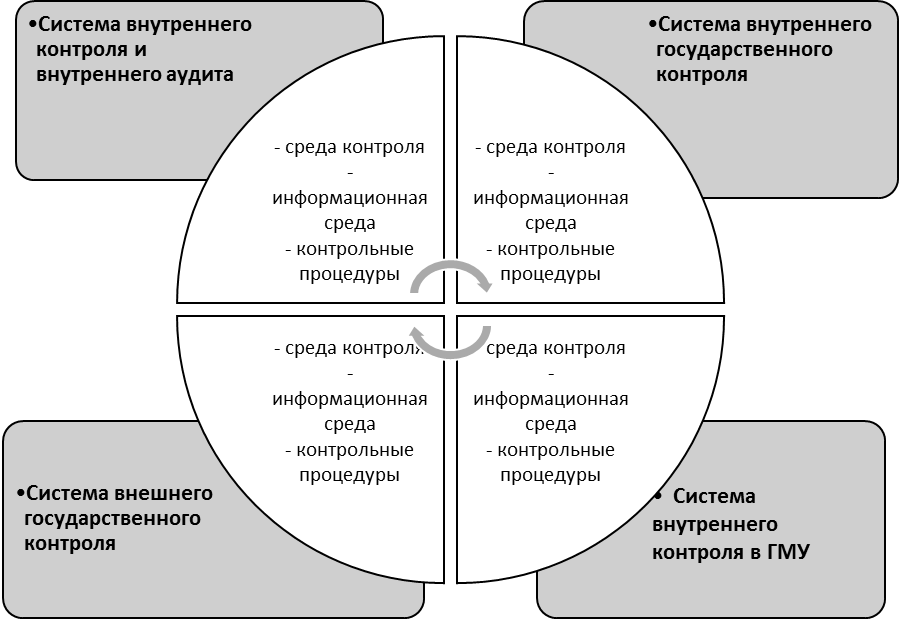 •Система внутреннего
контроля и
внутреннего аудита
•Система внутреннего
государственного
контроля
- среда контроля
-
информационная
среда
- контрольные
процедуры
- среда контроля
-
информационная
среда
- контрольные
процедуры
- среда контроля
-
информационная
среда
- контрольные
процедуры
среда контроля
-
информационная
среда
- контрольные
процедуры
•Система внешнего
государственного
контроля
• Система
внутреннего
контроля в ГМУ